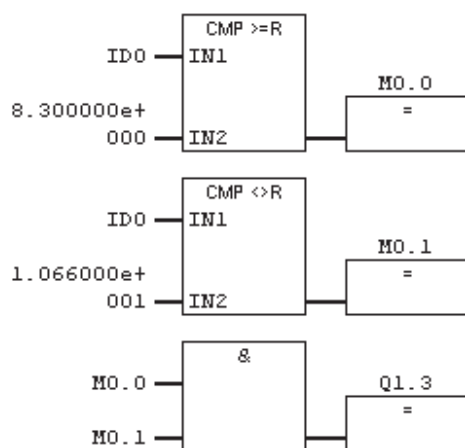 CMP >=R
ID0 IN1
M0.0
8.300000e+ =
000 IN2
CMP <>R
ID0 IN1
M0.1
1.066000e+ =
001 IN2
&
M0.0 Q1.3
=
M0.1